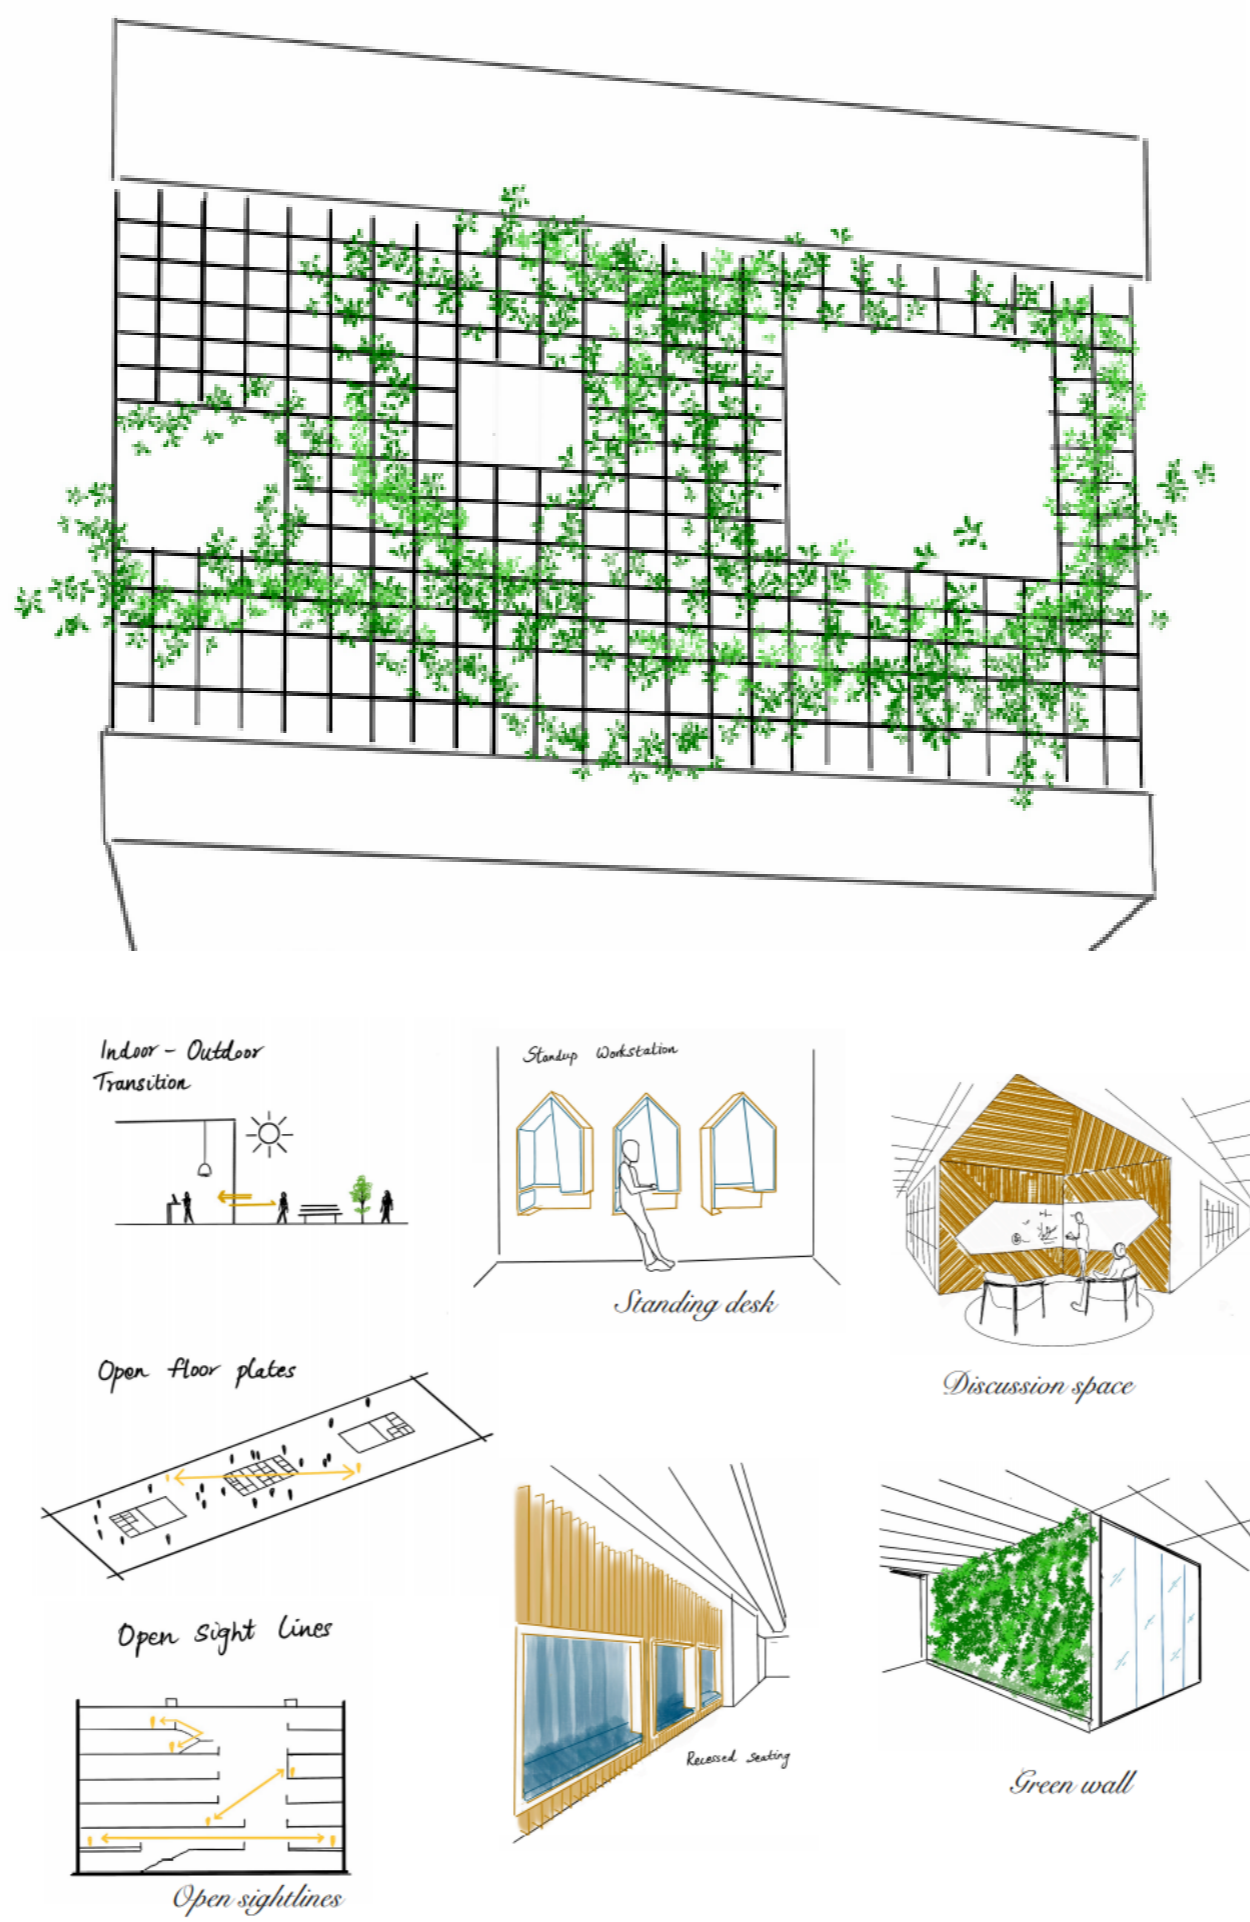 Indoor - Outdoor
Transition
Standup Workstation
Standing desk
Discussion space
Open floor plates
Open Sight Lines
Open sightlines
Recessed Seating
Green wall